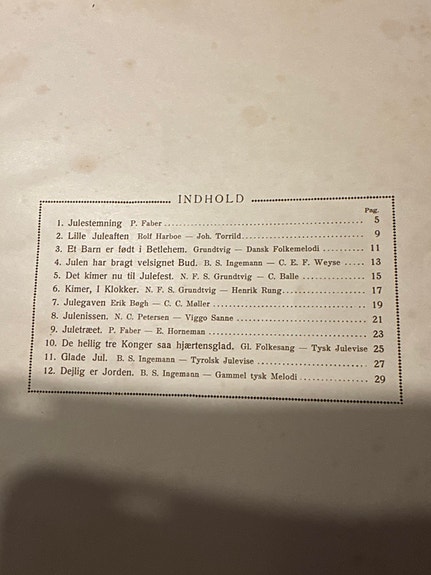 INDHOLD
Pag.
1. Julestemning P. Faber 5
2. Lille Juleaften Rolf Harboe — Joh. Torrild 9
3. Et Barn er født i Betlehem. Grundtvig — Dansk Folkemelodi 11
4. Julen har bragt velsignet Bud. B. S. Ingemann — C. E. F. Weyse 13
5. Det kimer nu til Julefest. N. F. S. Grundtvig — C. Balle 15
6. Kimer, I Klokker. N. F. S. Grundtvig — Henrik Rung 17
7. Julegaven Erik Bøgh — C. C. Møller 19
8. Julenissen. N. C. Petersen — Viggo Sanne 21
9. Juletræet. P. Faber — E. Horneman 23
10. De hellig tre Konger saa hjærtensglad. Gl. Folkesang — Tysk Julevise 25
11. Glade Jul. B. S. Ingemann — Tyrolsk Julevise 27
12. Dejlig er Jorden. B. S. Ingemann — Gammel tysk Melodi 29